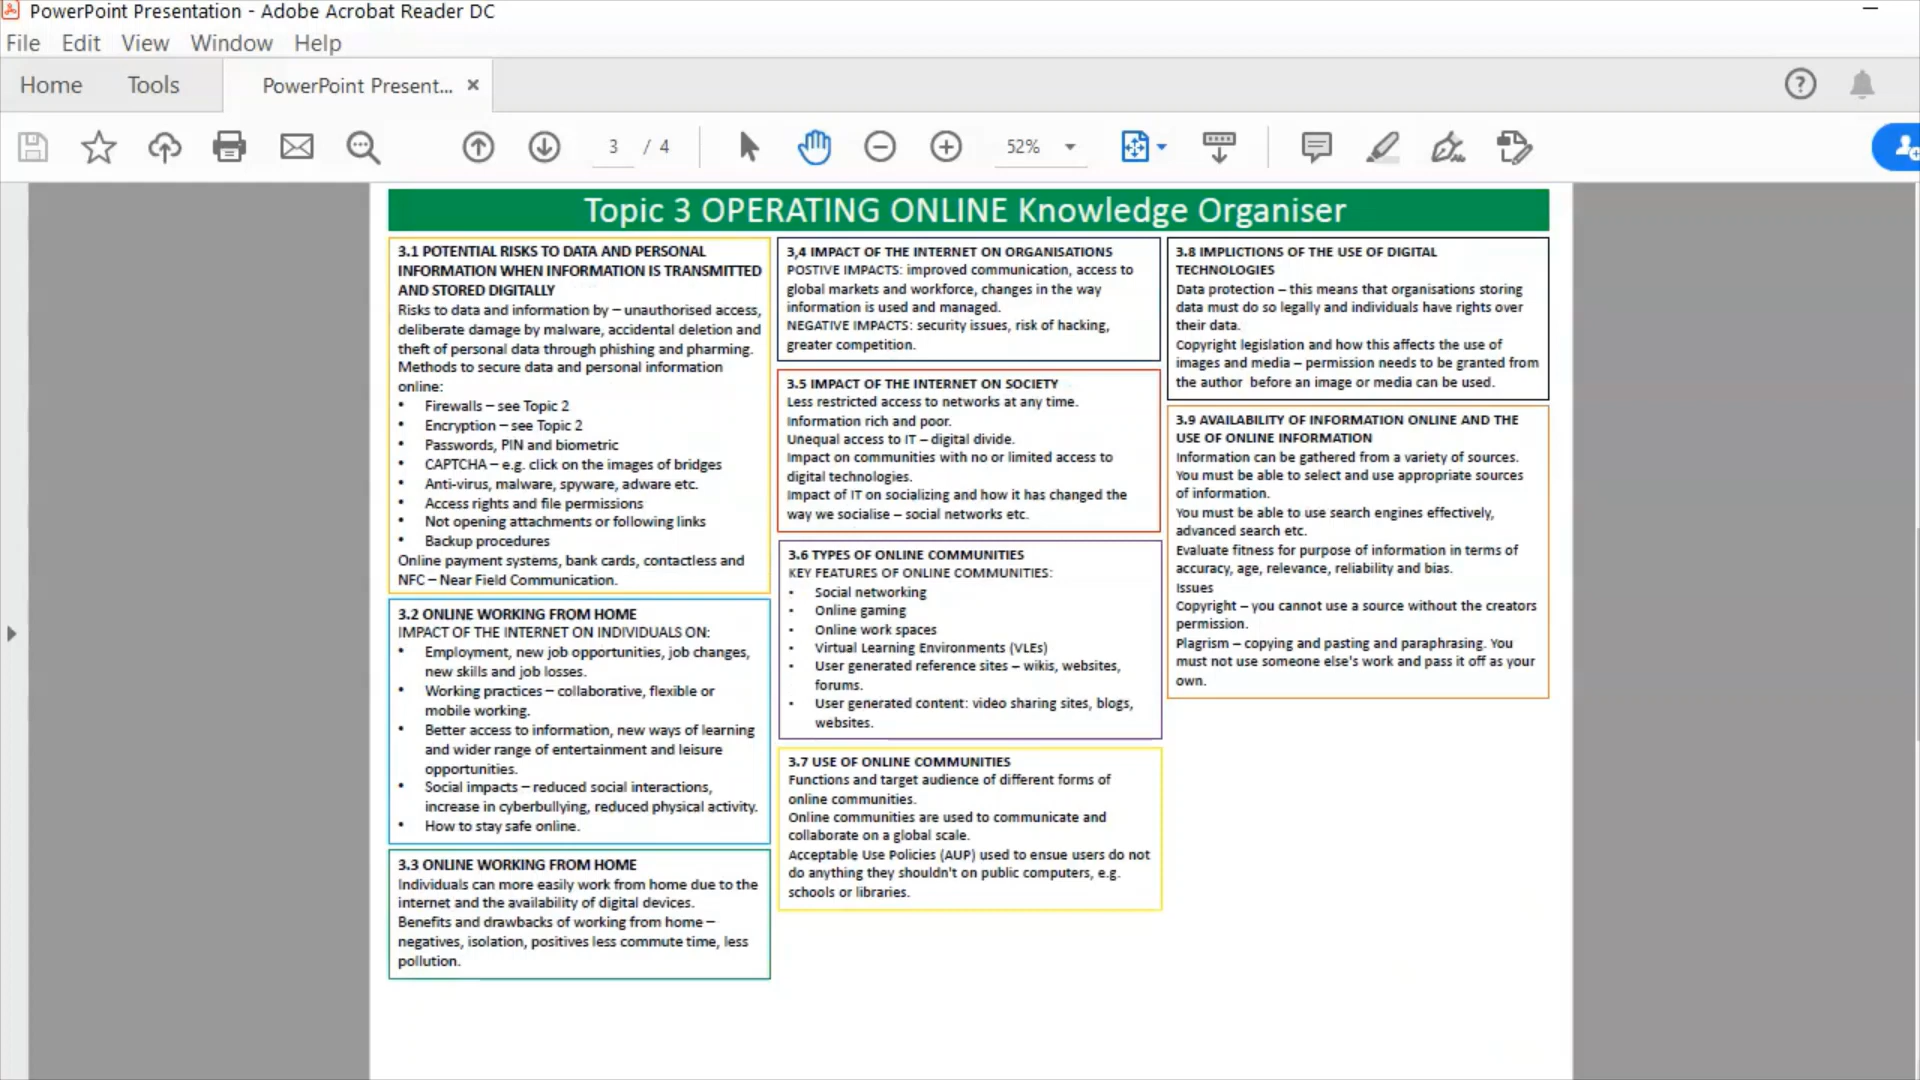 PowerPoint Presentation - Adobe Acrobat Reader DC
File Edit View Window Help
Home Tools PowerPoint Present... ×
3 / 4 52%
Topic 3 OPERATING ONLINE Knowledge Organiser
3.1 POTENTIAL RISKS TO DATA AND PERSONAL
INFORMATION WHEN INFORMATION IS TRANSMITTED
AND STORED DIGITALLY
Risks to data and information by – unauthorised access,
deliberate damage by malware, accidental deletion and
theft of personal data through phishing and pharming.
Methods to secure data and personal information
online:
• Firewalls – see Topic 2
• Encryption – see Topic 2
• Passwords, PIN and biometric
• CAPTCHA – e.g. click on the images of bridges
• Anti-virus, malware, spyware, adware etc.
• Access rights and file permissions
• Not opening attachments or following links
• Backup procedures
Online payment systems, bank cards, contactless and
NFC – Near Field Communication.
3.2 ONLINE WORKING FROM HOME
IMPACT OF THE INTERNET ON INDIVIDUALS ON:
• Employment, new job opportunities, job changes,
new skills and job losses.
• Working practices – collaborative, flexible or
mobile working.
• Better access to information, new ways of learning
and wider range of entertainment and leisure
opportunities.
• Social impacts – reduced social interactions,
increase in cyberbullying, reduced physical activity.
• How to stay safe online.
3.3 ONLINE WORKING FROM HOME
Individuals can more easily work from home due to the
internet and the availability of digital devices.
Benefits and drawbacks of working from home –
negatives, isolation, positives less commute time, less
pollution.
3,4 IMPACT OF THE INTERNET ON ORGANISATIONS
POSTIVE IMPACTS: improved communication, access to
global markets and workforce, changes in the way
information is used and managed.
NEGATIVE IMPACTS: security issues, risk of hacking,
greater competition.
3.5 IMPACT OF THE INTERNET ON SOCIETY
Less restricted access to networks at any time.
Information rich and poor.
Unequal access to IT – digital divide.
Impact on communities with no or limited access to
digital technologies.
Impact of IT on socializing and how it has changed the
way we socialise – social networks etc.
3.6 TYPES OF ONLINE COMMUNITIES
KEY FEATURES OF ONLINE COMMUNITIES:
• Social networking
• Online gaming
• Online work spaces
• Virtual Learning Environments (VLEs)
• User generated reference sites – wikis, websites,
forums.
• User generated content: video sharing sites, blogs,
websites.
3.7 USE OF ONLINE COMMUNITIES
Functions and target audience of different forms of
online communities.
Online communities are used to communicate and
collaborate on a global scale.
Acceptable Use Policies (AUP) used to ensue users do not
do anything they shouldn't on public computers, e.g.
schools or libraries.
3.8 IMPLICTIONS OF THE USE OF DIGITAL
TECHNOLOGIES
Data protection – this means that organisations storing
data must do so legally and individuals have rights over
their data.
Copyright legislation and how this affects the use of
images and media – permission needs to be granted from
the author before an image or media can be used.
3.9 AVAILABILITY OF INFORMATION ONLINE AND THE
USE OF ONLINE INFORMATION
Information can be gathered from a variety of sources.
You must be able to select and use appropriate sources
of information.
You must be able to use search engines effectively,
advanced search etc.
Evaluate fitness for purpose of information in terms of
accuracy, age, relevance, reliability and bias.
Issues
Copyright – you cannot use a source without the creators
permission.
Plagrism – copying and pasting and paraphrasing. You
must not use someone else's work and pass it off as your
own.